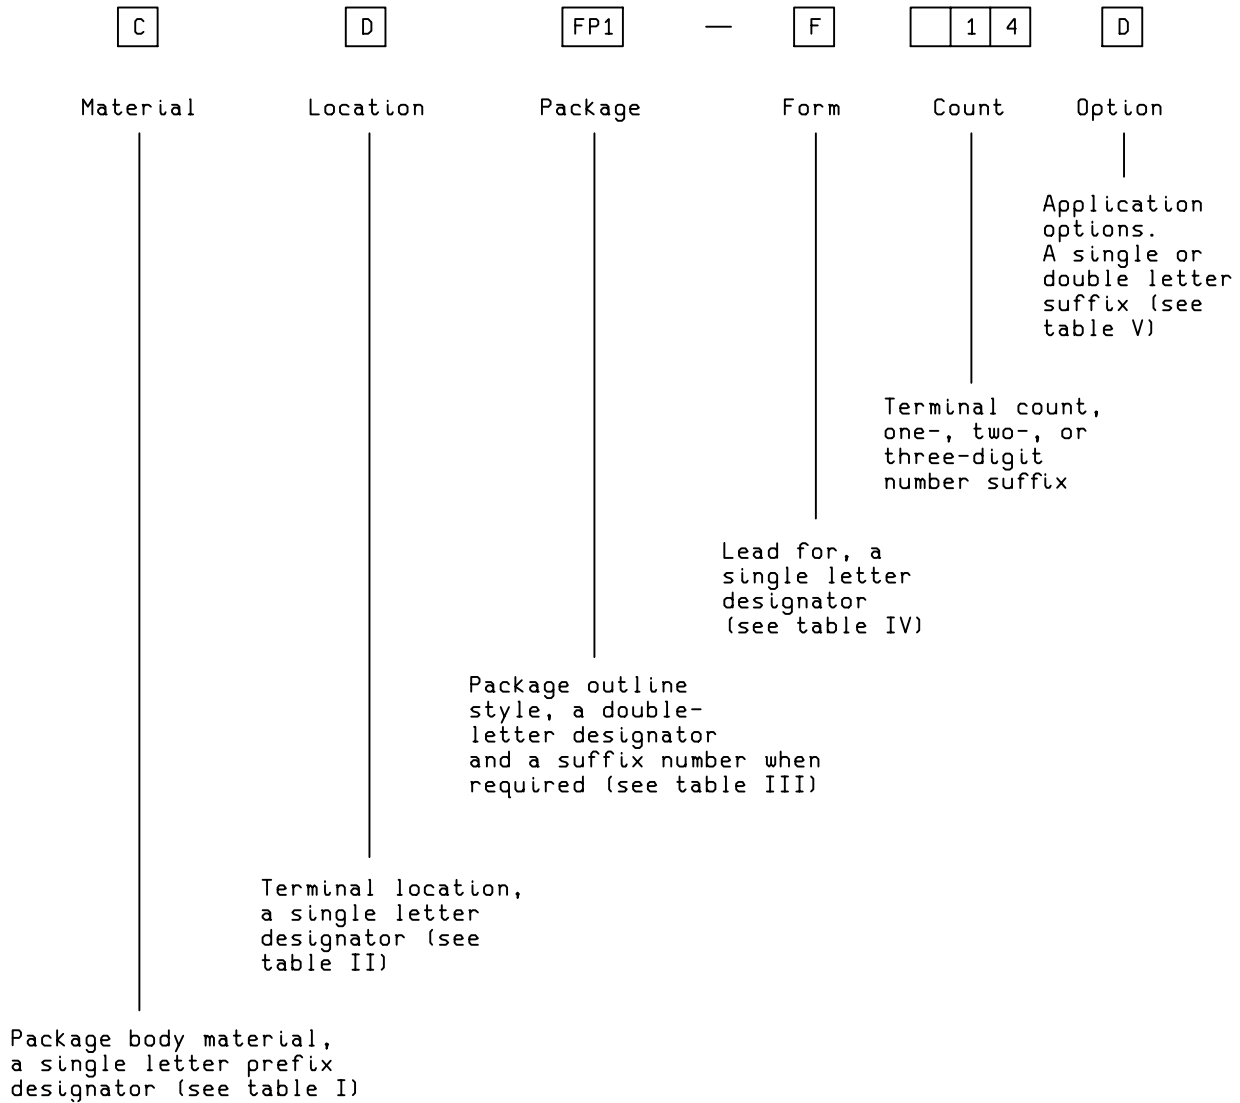 C D FP1 — F 1 4 D
Material Location Package Form Count Option
Application
options.
A single or
double letter
suffix (see
table V)
Terminal count,
one-, two-, or
three-digit
number suffix
Lead for, a
single letter
designator
(see table IV)
Package outline
style, a double-
letter designator
and a suffix number when
required (see table III)
Terminal location,
a single letter
designator (see
table II)
Package body material,
a single letter prefix
designator (see table I)